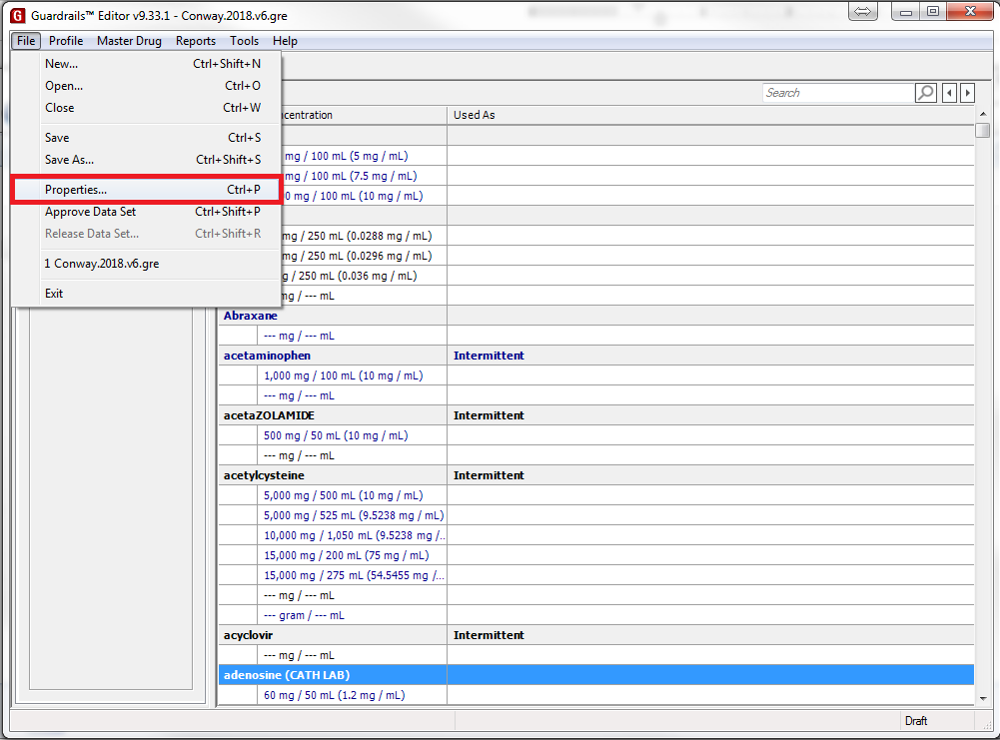 Guardrails™ Editor v9.33.1 - Conway.2018.v6.gre
File Profile Master Drug Reports Tools Help
New... Ctrl+Shift+N
Open... Ctrl+O
Close Ctrl+W
Save Ctrl+S
Save As... Ctrl+Shift+S
Properties... Ctrl+P
Approve Data Set Ctrl+Shift+P
Release Data Set... Ctrl+Shift+R
1 Conway.2018.v6.gre
Exit
Search
centration Used As
mg / 100 mL (5 mg / mL)
mg / 100 mL (7.5 mg / mL)
mg / 100 mL (10 mg / mL)
mg / 250 mL (0.0288 mg / mL)
mg / 250 mL (0.0296 mg / mL)
/ 250 mL (0.036 mg / mL)
mg / --- mL
Abraxane
--- mg / --- mL
acetaminophen Intermittent
1,000 mg / 100 mL (10 mg / mL)
--- mg / --- mL
acetaZOLAMIDE Intermittent
500 mg / 50 mL (10 mg / mL)
--- mg / --- mL
acetylcysteine Intermittent
5,000 mg / 500 mL (10 mg / mL)
5,000 mg / 525 mL (9.5238 mg / mL)
10,000 mg / 1,050 mL (9.5238 mg /...
15,000 mg / 200 mL (75 mg / mL)
15,000 mg / 275 mL (54.5455 mg /...
--- mg / --- mL
--- gram / --- mL
acyclovir Intermittent
--- mg / --- mL
adenosine (CATH LAB)
60 mg / 50 mL (1.2 mg / mL)
Draft